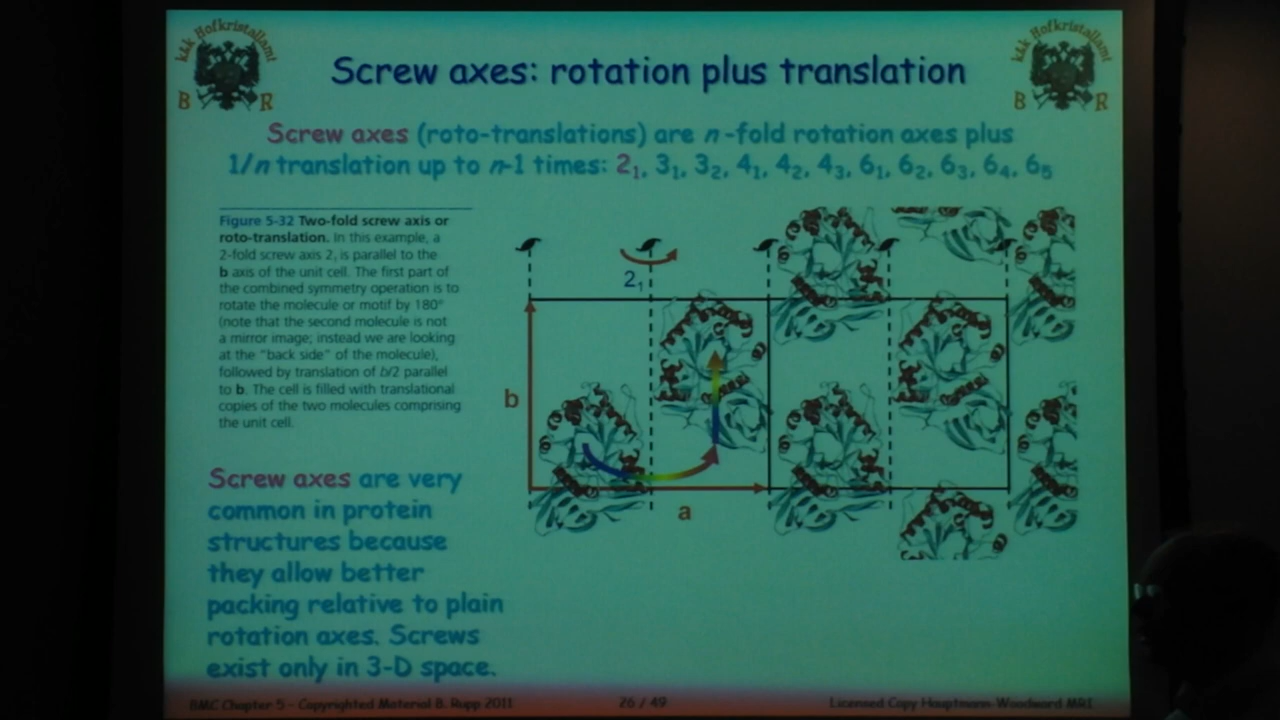 k&k Hofkristallamt
B R
k&k Hofkristallamt
B R
Screw axes: rotation plus translation
Screw axes (roto-translations) are n-fold rotation axes plus
1/n translation up to n-1 times: 2₁, 3₁, 3₂, 4₁, 4₂, 4₃, 6₁, 6₂, 6₃, 6₄, 6₅
Figure 5-32 Two-fold screw axis or
roto-translation. In this example, a
2-fold screw axis 2₁ is parallel to the
b axis of the unit cell. The first part of
the combined symmetry operation is to
rotate the molecule or motif by 180°
(note that the second molecule is not
a mirror image; instead we are looking
at the "back side" of the molecule),
followed by translation of b/2 parallel
to b. The cell is filled with translational
copies of the two molecules comprising
the unit cell.
2₁
b
a
Screw axes are very
common in protein
structures because
they allow better
packing relative to plain
rotation axes. Screws
exist only in 3-D space.
BMC Chapter 5 - Copyrighted Material B. Rupp 2011
26 / 49
Licensed Copy Hauptmann-Woodward MRI